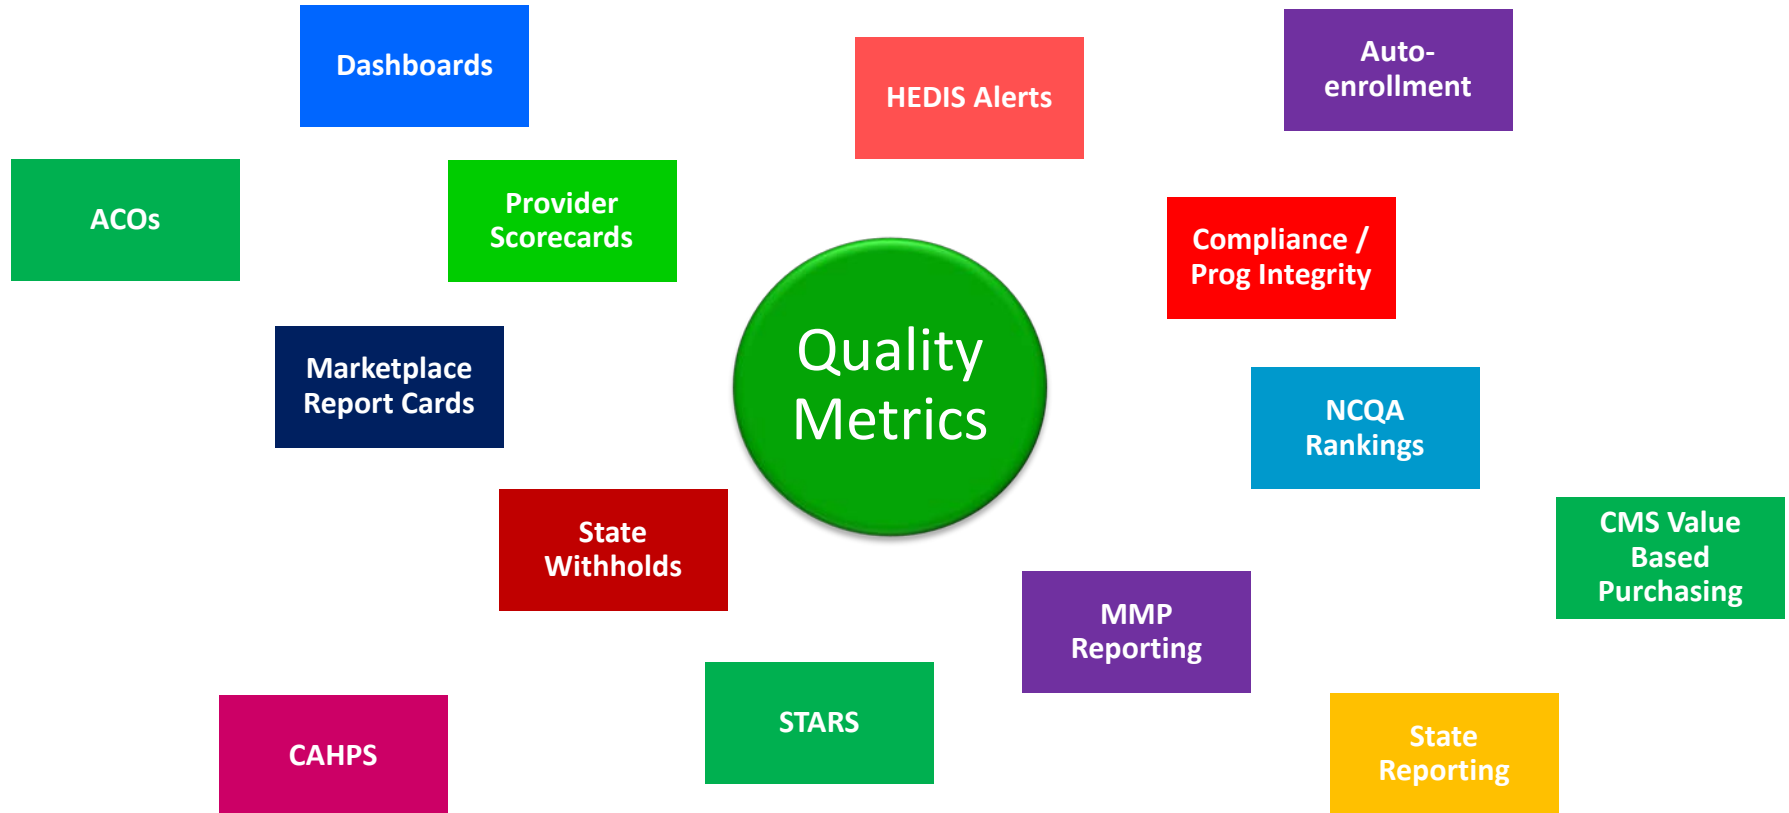 Dashboards
HEDIS Alerts
Auto-
enrollment
ACOs
Provider
Scorecards
Compliance /
Prog Integrity
Quality
Metrics
Marketplace
Report Cards
NCQA
Rankings
State
Withholds
CMS Value
Based
Purchasing
MMP
Reporting
STARS
CAHPS
State
Reporting